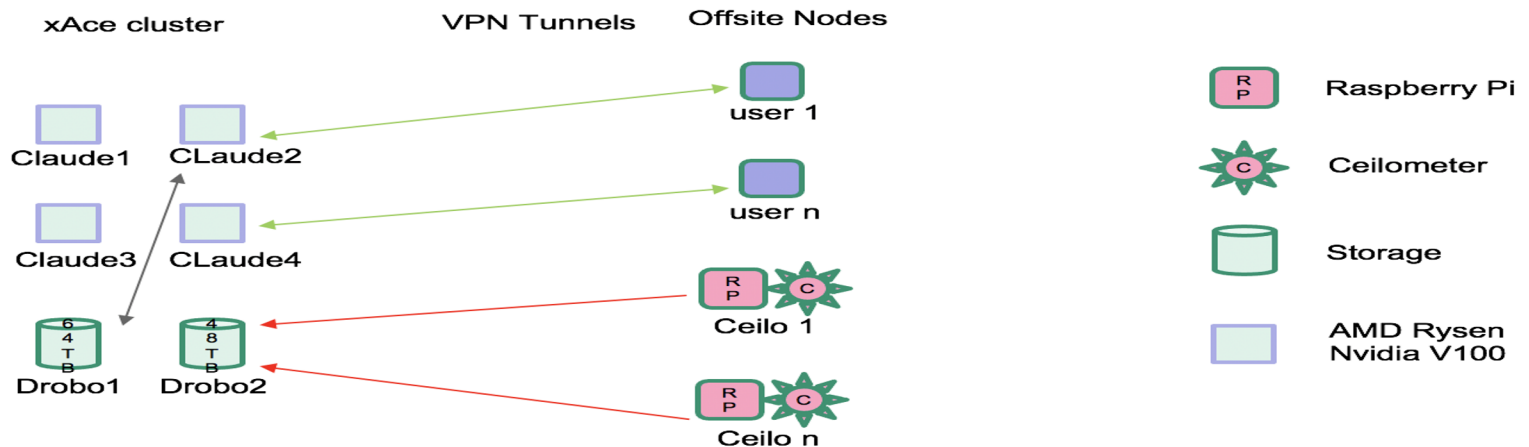 xAce cluster
VPN Tunnels
Offsite Nodes
user 1
Claude1
CLaude2
user n
Claude3
CLaude4
R
P
C
Ceilo 1
6
4
T
B
Drobo1
4
8
T
B
Drobo2
R
P
C
Ceilo n
R
P
Raspberry Pi
C
Ceilometer
Storage
AMD Rysen
Nvidia V100